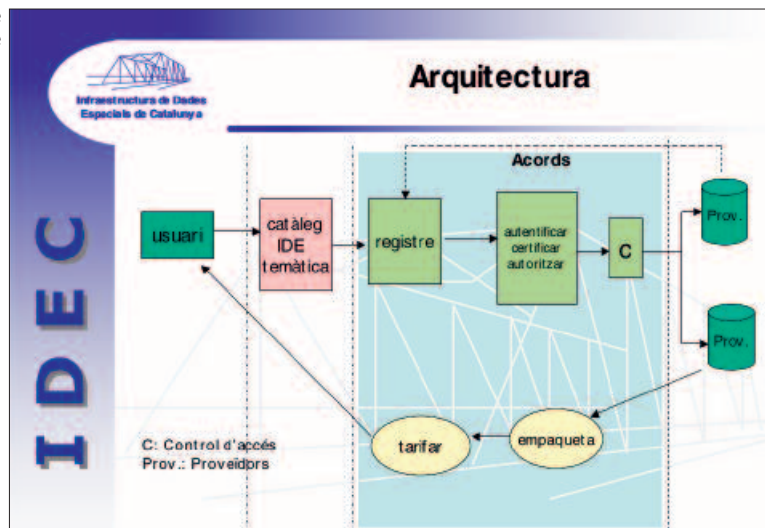 Infraestructura de Dades
Espacials de Catalunya
Arquitectura
IDEC
Acords
usuari
catàleg
IDE
temàtica
registre
autentificar
certificar
autoritzar
C
Prov.
Prov.
empaqueta
tarifar
C: Control d'accés
Prov.: Proveïdors